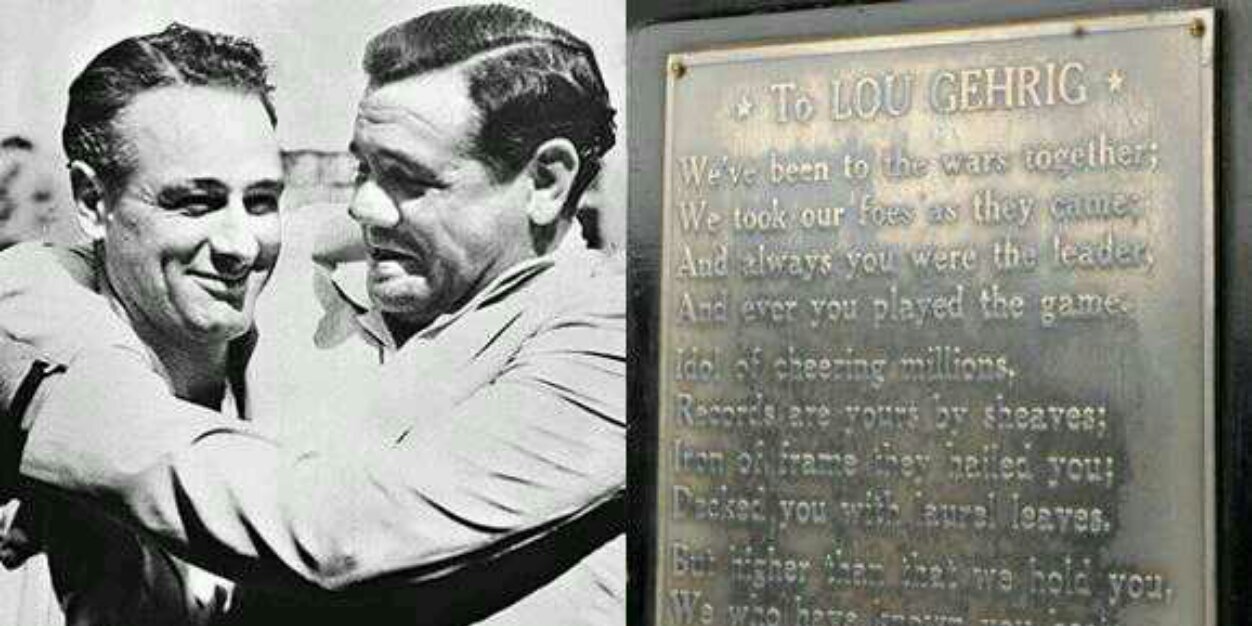 ★ To LOU GEHRIG ★
We've been to the wars together;
We took our foes as they came;
And always you were the leader,
And ever you played the game.
Idol of cheering millions,
Records are yours by sheaves;
Iron of frame they hailed you;
Decked you with laurel leaves.
But higher than that we hold you,
We who have known you